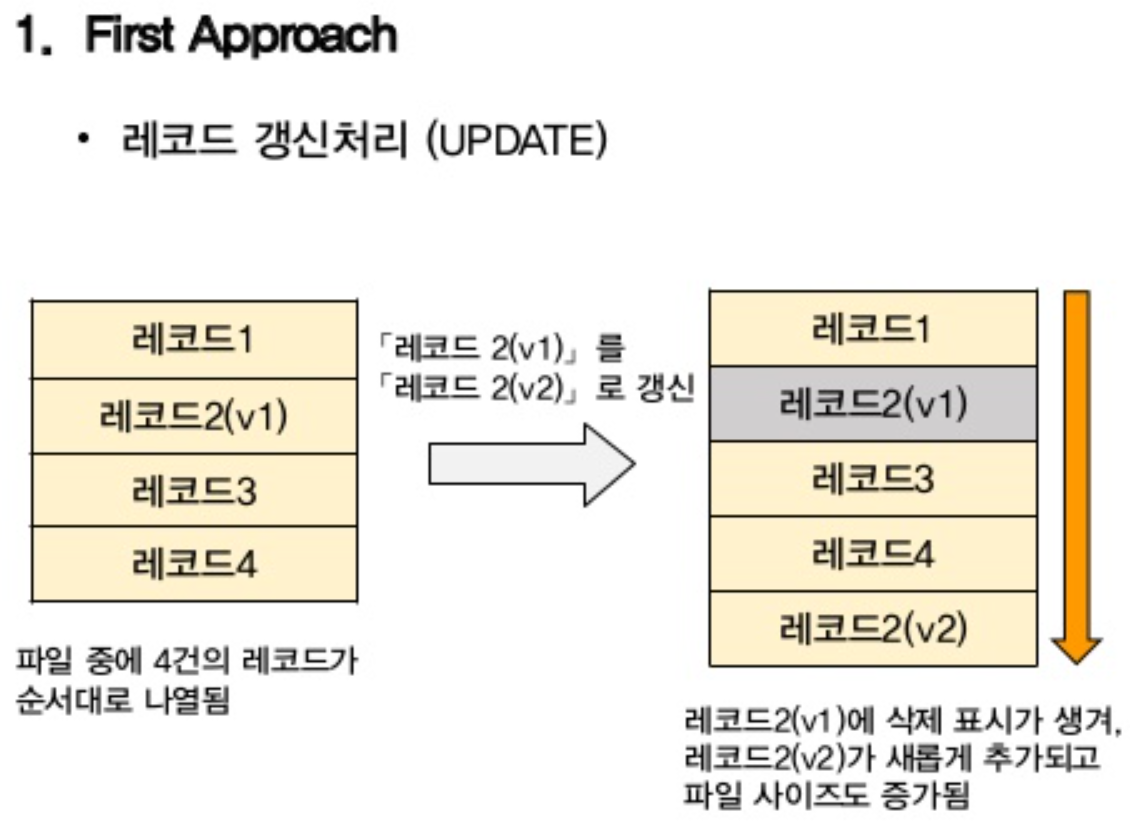 1. First Approach
• 레코드 갱신처리 (UPDATE)
레코드1
레코드2(v1)
레코드3
레코드4
파일 중에 4건의 레코드가
순서대로 나열됨
「레코드 2(v1)」를
「레코드 2(v2)」로 갱신
레코드1
레코드2(v1)
레코드3
레코드4
레코드2(v2)
레코드2(v1)에 삭제 표시가 생겨,
레코드2(v2)가 새롭게 추가되고
파일 사이즈도 증가됨